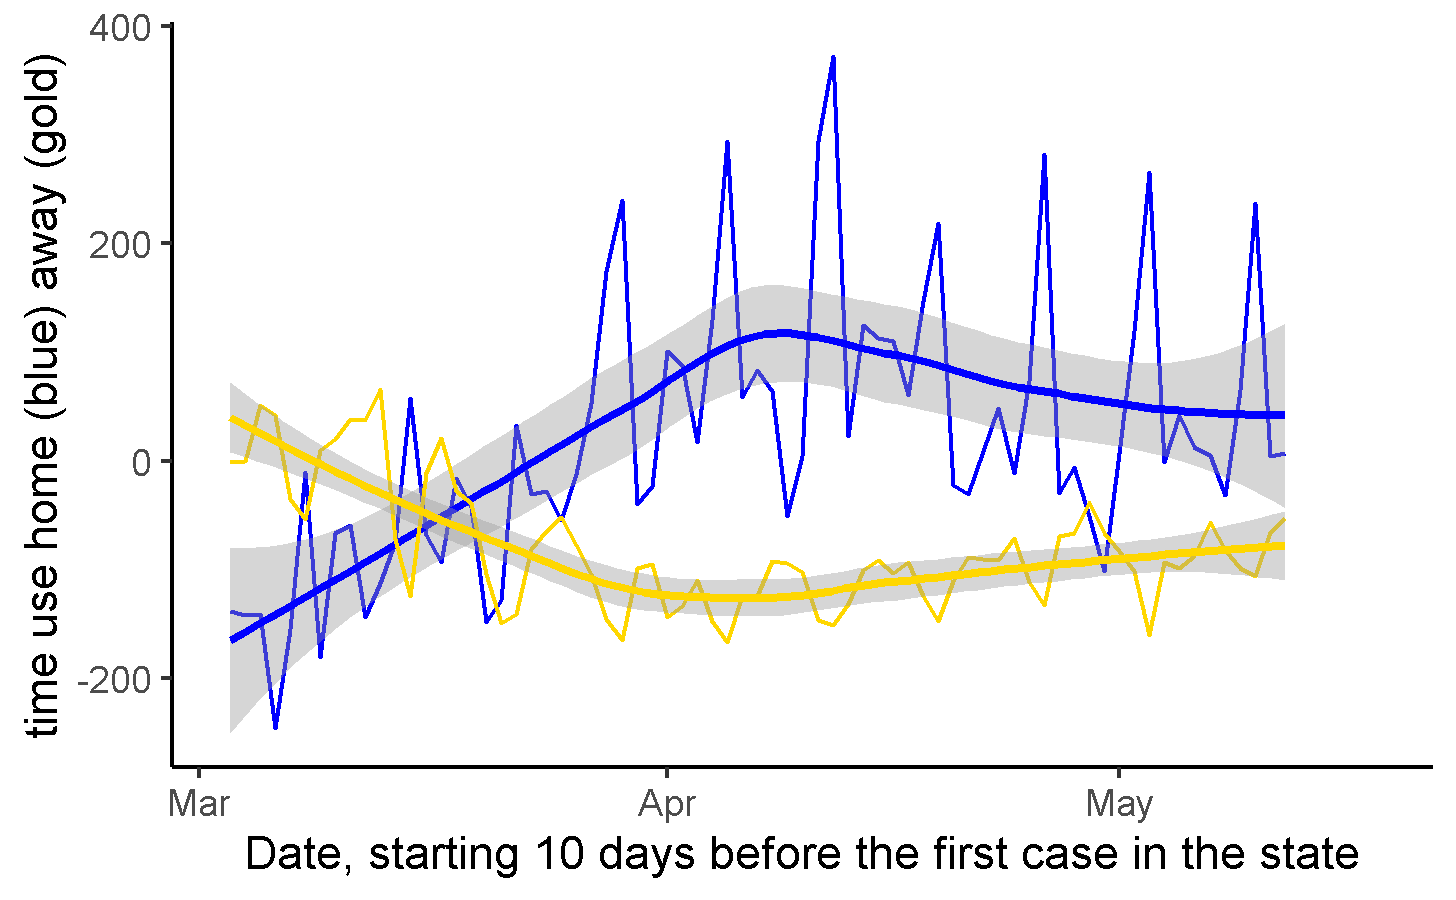 400
200
0
-200
time use home (blue) away (gold)
Mar Apr May
Date, starting 10 days before the first case in the state